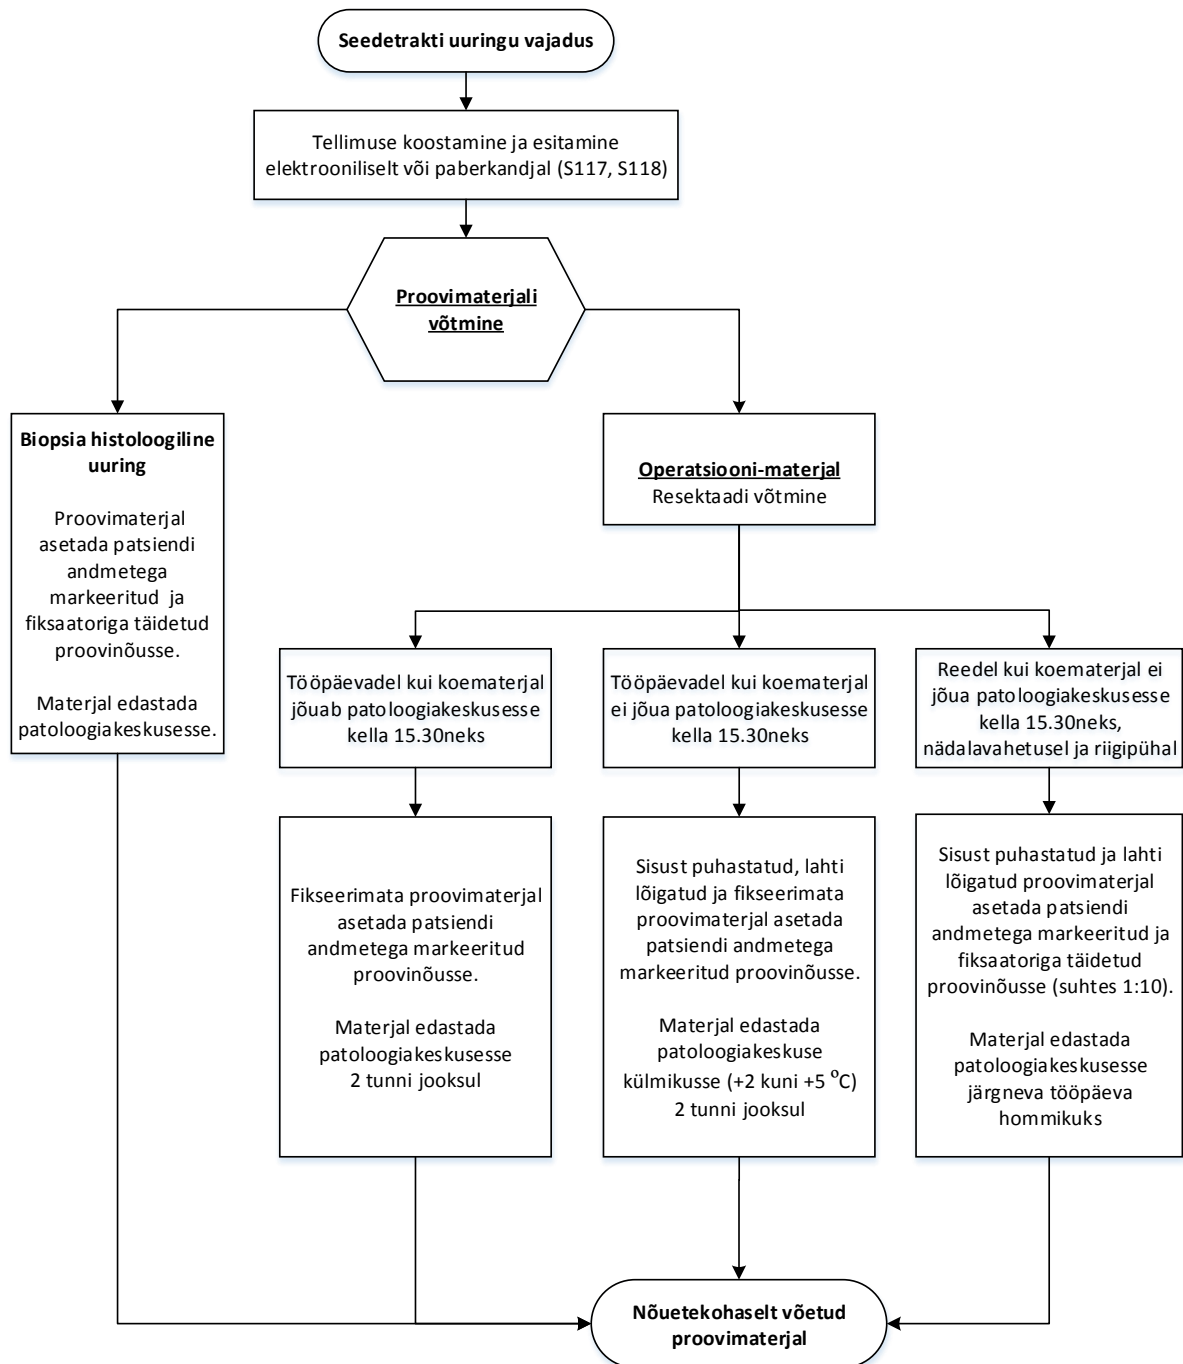 Seedetrakti uuringu vajadus
Tellimuse koostamine ja esitamine
elektrooniliselt või paberkandjal (S117, S118)
Proovimaterjali
võtmine
Biopsia histoloogiline
uuring
Proovimaterjal
asetada patsiendi
andmetega
markeeritud ja
fiksaatoriga täidetud
proovinõusse.
Materjal edastada
patoloogiakeskusesse.
Operatsiooni-materjal
Resektaadi võtmine
Tööpäevadel kui koematerjal
jõuab patoloogiakeskusesse
kella 15.30neks
Tööpäevadel kui koematerjal
ei jõua patoloogiakeskusesse
kella 15.30neks
Reedel kui koematerjal ei
jõua patoloogiakeskusesse
kella 15.30neks,
nädalavahetusel ja riigipühal
Fikseerimata proovimaterjal
asetada patsiendi
andmetega markeeritud
proovinõusse.
Materjal edastada
patoloogiakeskusesse
2 tunni jooksul
Sisust puhastatud, lahti
lõigatud ja fikseerimata
proovimaterjal asetada
patsiendi andmetega
markeeritud proovinõusse.
Materjal edastada
patoloogiakeskuse
külmikusse (+2 kuni +5 °C)
2 tunni jooksul
Sisust puhastatud ja lahti
lõigatud proovimaterjal
asetada patsiendi
andmetega markeeritud ja
fiksaatoriga täidetud
proovinõusse (suhtes 1:10).
Materjal edastada
patoloogiakeskusesse
järgneva tööpäeva
hommikuks
Nõuetekohaselt võetud
proovimaterjal